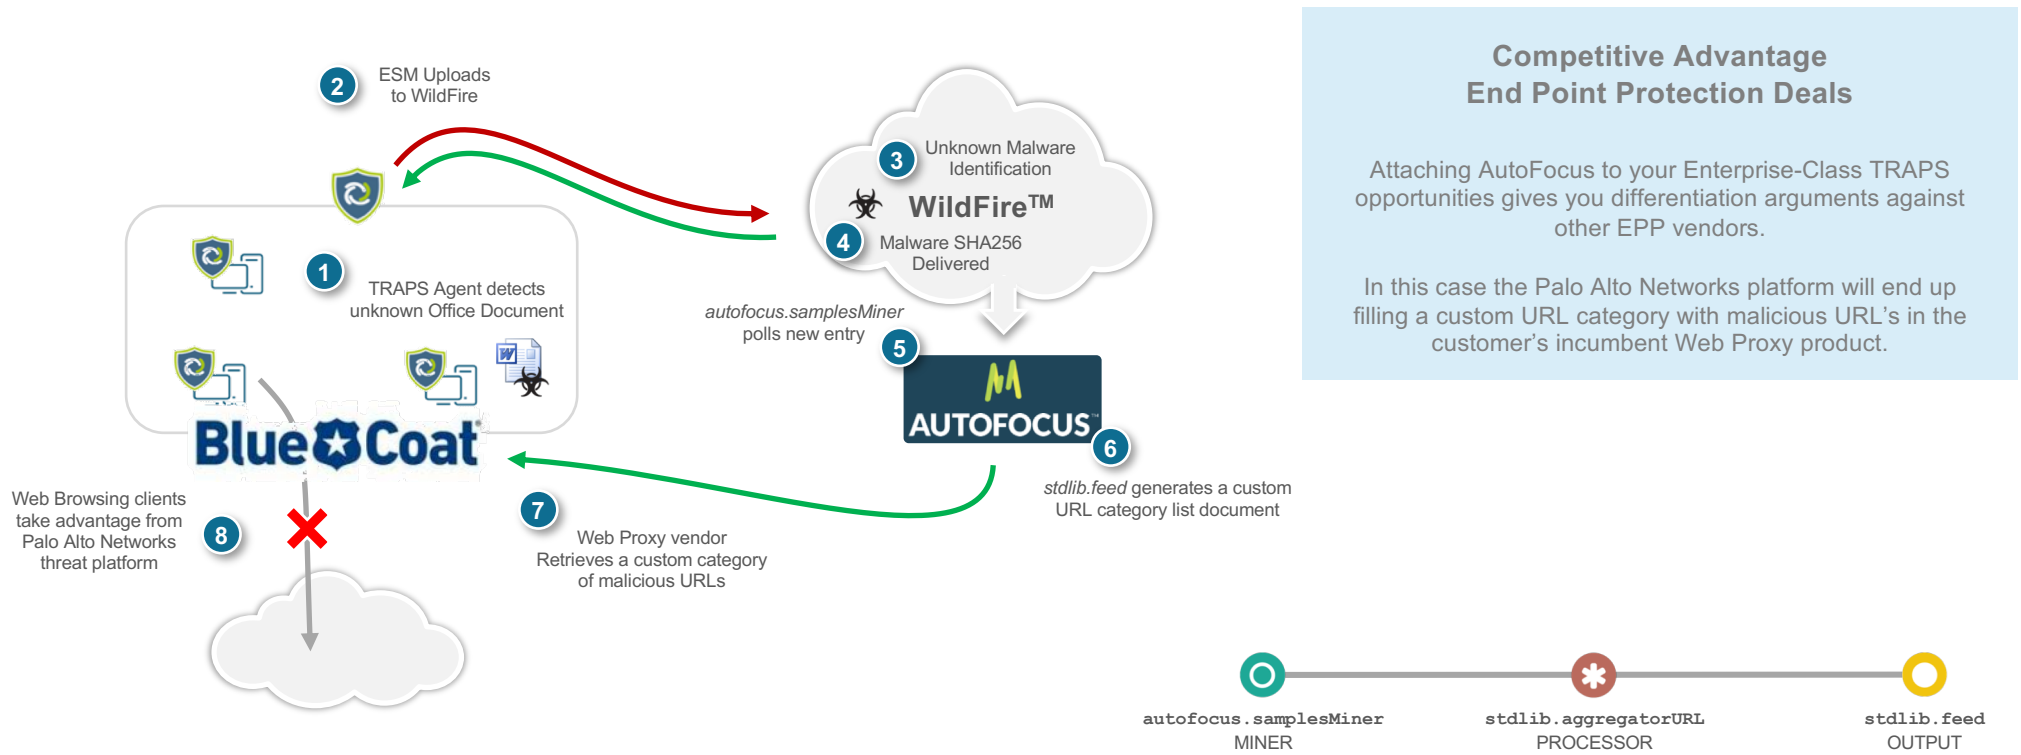 2
ESM Uploads
to WildFire
3
Unknown Malware
Identification
WildFire™
4
Malware SHA256
Delivered
1
TRAPS Agent detects
unknown Office Document
W
autofocus.samplesMiner
polls new entry
5
AUTOFOCUS™
6
stdlib.feed generates a custom
URL category list document
Blue Coat
7
Web Proxy vendor
Retrieves a custom category
of malicious URLs
Web Browsing clients
take advantage from
Palo Alto Networks
threat platform
8
Competitive Advantage
End Point Protection Deals
Attaching AutoFocus to your Enterprise-Class TRAPS
opportunities gives you differentiation arguments against
other EPP vendors.
In this case the Palo Alto Networks platform will end up
filling a custom URL category with malicious URL's in the
customer's incumbent Web Proxy product.
autofocus.samplesMiner
MINER
stdlib.aggregatorURL
PROCESSOR
stdlib.feed
OUTPUT